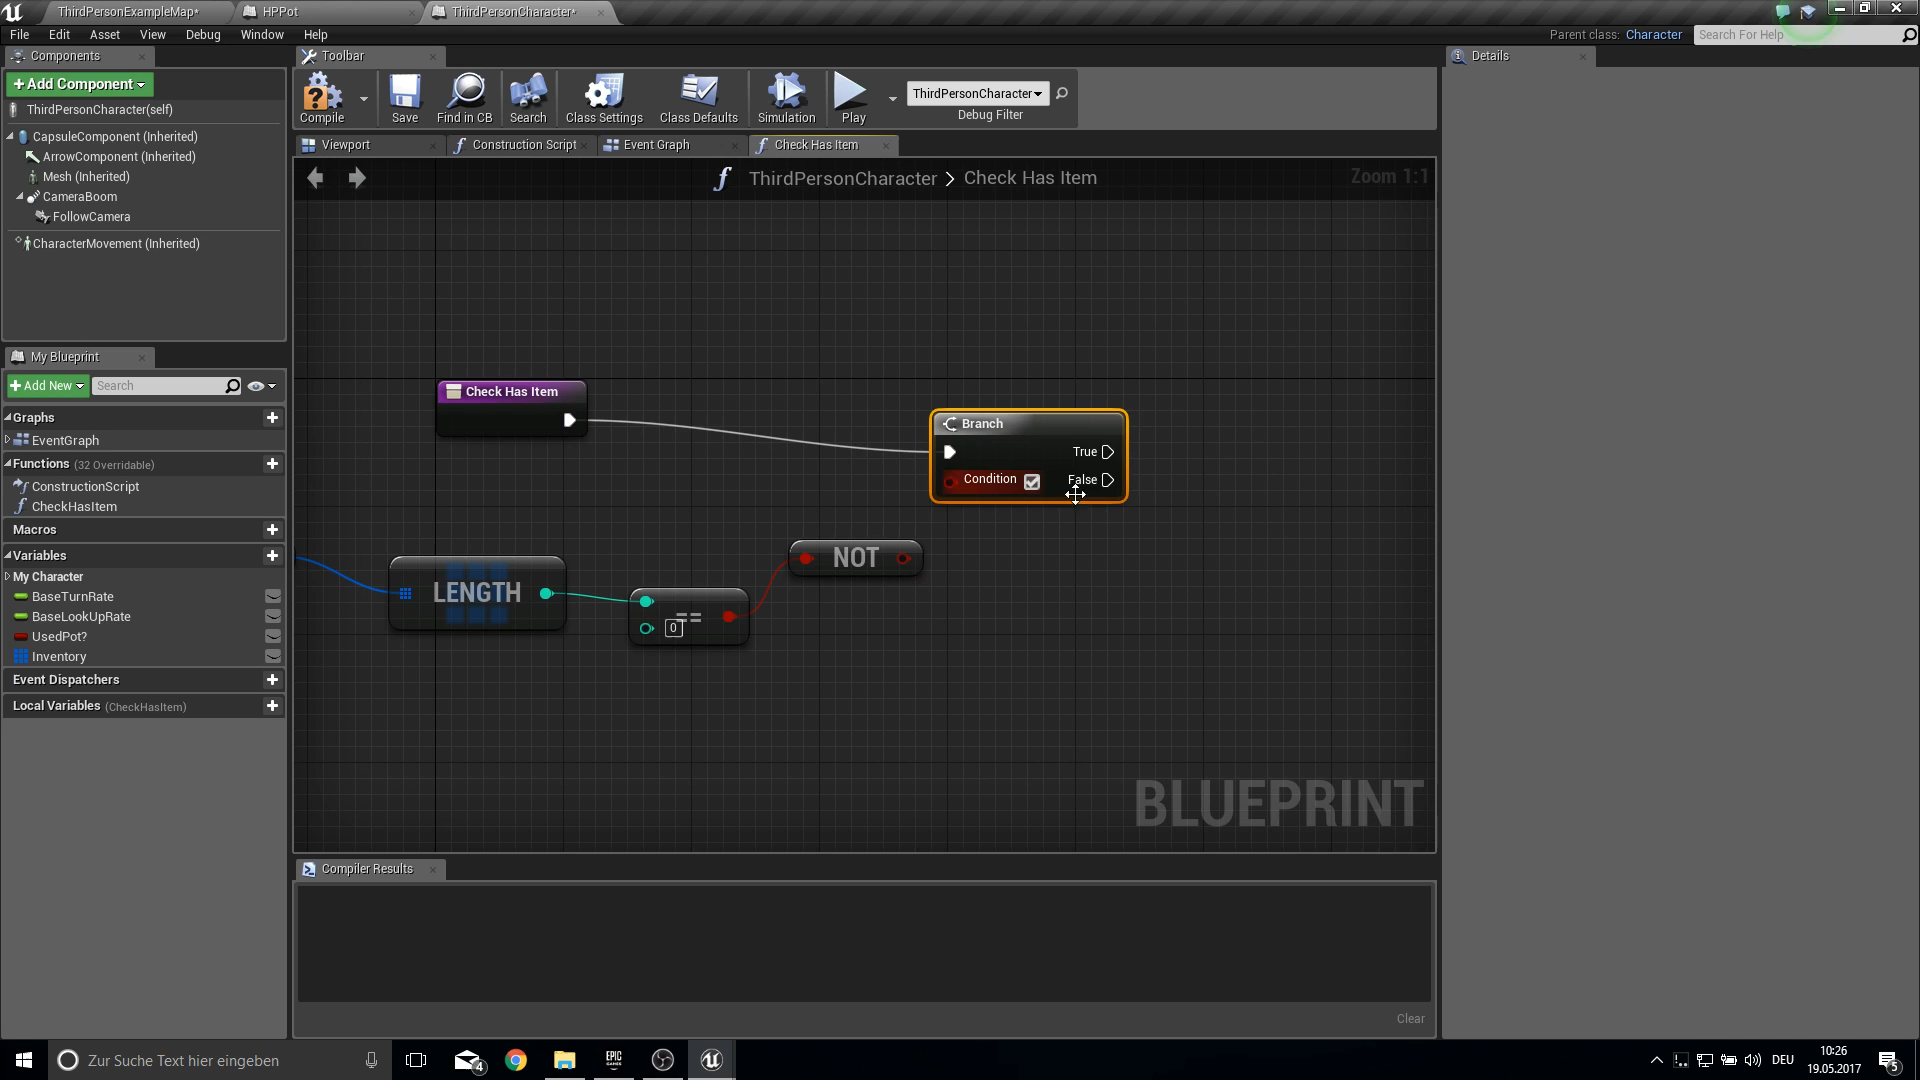 ThirdPersonExampleMap*
HPPot
ThirdPersonCharacter*
File Edit Asset View Debug Window Help
Parent class: Character
Search For Help
Components
Toolbar
Details
+ Add Component
ThirdPersonCharacter(self)
CapsuleComponent (Inherited)
ArrowComponent (Inherited)
Mesh (Inherited)
CameraBoom
FollowCamera
CharacterMovement (Inherited)
Compile
Save
Find in CB
Search
Class Settings
Class Defaults
Simulation
Play
ThirdPersonCharacter
Debug Filter
Viewport
Construction Script
Event Graph
Check Has Item
ThirdPersonCharacter > Check Has Item
Zoom 1:1
My Blueprint
+ Add New
Search
Graphs
EventGraph
Functions (32 Overridable)
ConstructionScript
CheckHasItem
Macros
Variables
My Character
BaseTurnRate
BaseLookUpRate
UsedPot?
Inventory
Event Dispatchers
Local Variables (CheckHasItem)
Check Has Item
Branch
True
Condition
False
LENGTH
==
0
NOT
BLUEPRINT
Compiler Results
Clear
Zur Suche Text hier eingeben
4
EPIC
GAMES
DEU
10:26
19.05.2017
5